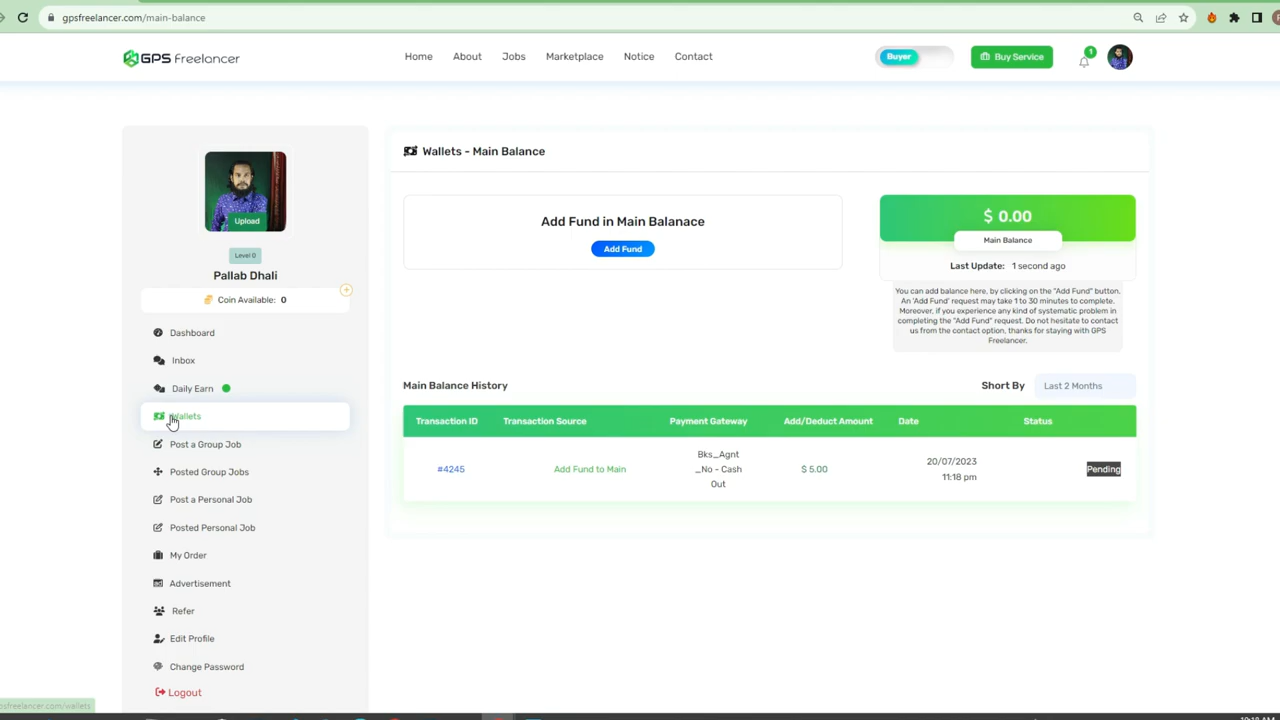 gpsfreelancer.com/main-balance
GPS Freelancer
Home
About
Jobs
Marketplace
Notice
Contact
Buyer
Buy Service
1
Upload
Level 0
Pallab Dhali
Coin Available: 0
Dashboard
Inbox
Daily Earn
Wallets
Post a Group Job
Posted Group Jobs
Post a Personal Job
Posted Personal Job
My Order
Advertisement
Refer
Edit Profile
Change Password
Logout
Wallets - Main Balance
Add Fund in Main Balanace
Add Fund
$ 0.00
Main Balance
Last Update: 1 second ago
You can add balance here, by clicking on the "Add Fund" button.
An 'Add Fund' request may take 1 to 30 minutes to complete.
Moreover, if you experience any kind of systematic problem in
completing the "Add Fund" request. Do not hesitate to contact
us from the contact option, thanks for staying with GPS
Freelancer.
Main Balance History
Short By
Last 2 Months
Transaction ID
Transaction Source
Payment Gateway
Add/Deduct Amount
Date
Status
#4245
Add Fund to Main
Bks_Agnt
_No - Cash
Out
$ 5.00
20/07/2023
11:18 pm
Pending
gpsfreelancer.com/wallets